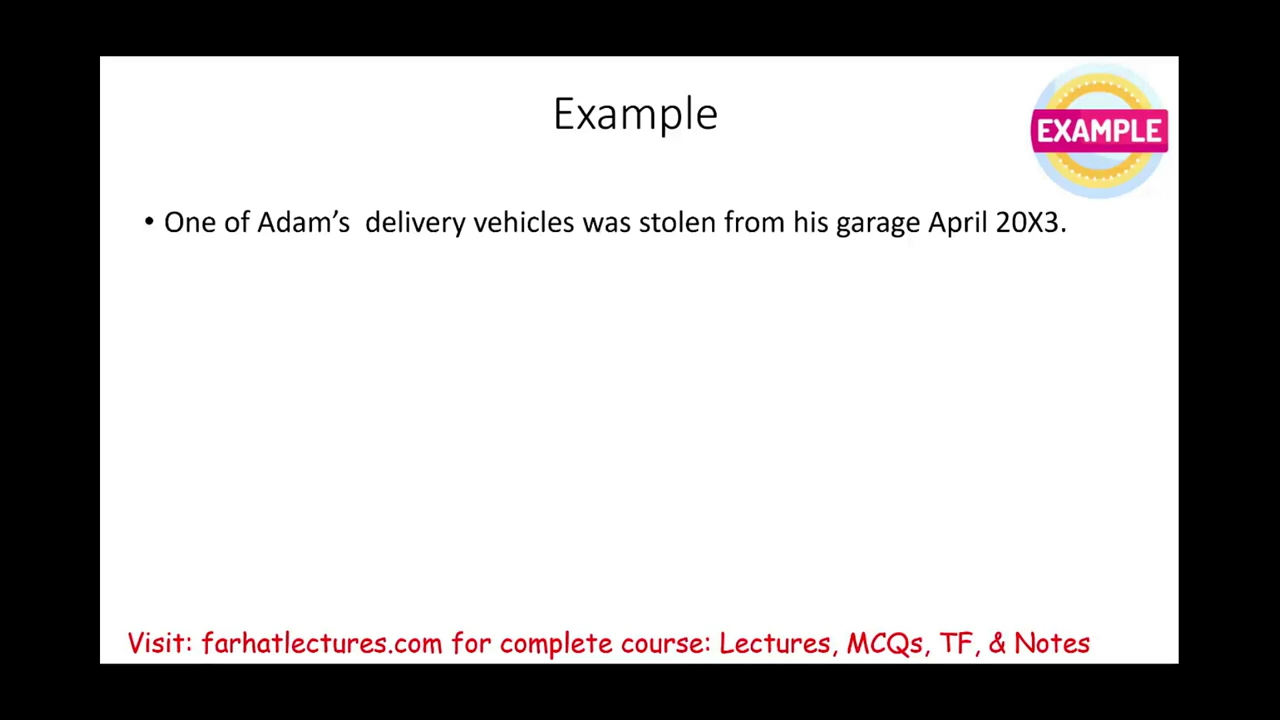 Example
EXAMPLE
• One of Adam's  delivery vehicles was stolen from his garage April 20X3.
Visit: farhatlectures.com for complete course: Lectures, MCQs, TF, & Notes